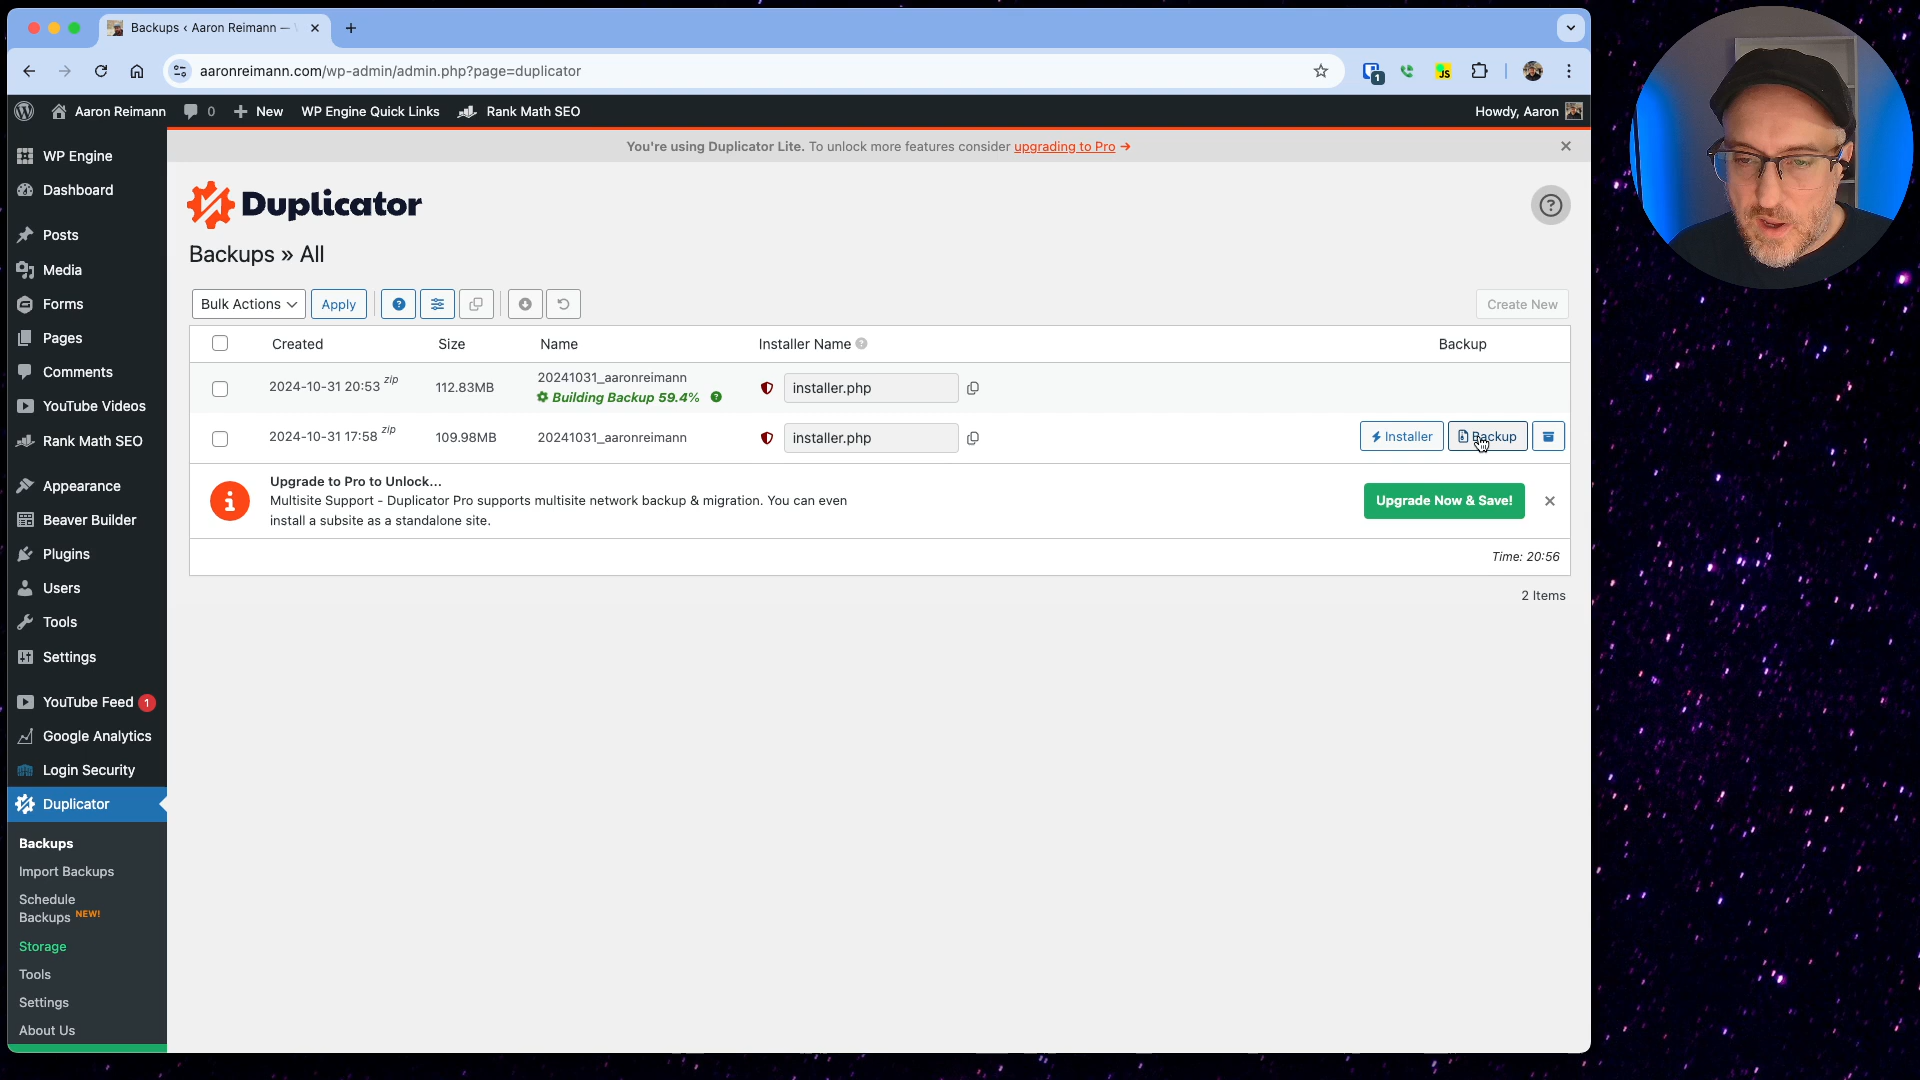 Backups ‹ Aaron Reimann —
aaronreimann.com/wp-admin/admin.php?page=duplicator
1
JS
Aaron Reimann
0
New
WP Engine Quick Links
Rank Math SEO
Howdy, Aaron
WP Engine
Dashboard
Posts
Media
Forms
Pages
Comments
YouTube Videos
Rank Math SEO
Appearance
Beaver Builder
Plugins
Users
Tools
Settings
YouTube Feed 1
Google Analytics
Login Security
Duplicator
Backups
Import Backups
Schedule
Backups NEW!
Storage
Tools
Settings
About Us
You're using Duplicator Lite. To unlock more features consider upgrading to Pro →
Duplicator
Backups » All
Bulk Actions
Apply
Create New
Created Size Name Installer Name Backup
2024-10-31 20:53 zip 112.83MB 20241031_aaronreimann installer.php
Building Backup 59.4%
2024-10-31 17:58 zip 109.98MB 20241031_aaronreimann installer.php Installer Backup
Upgrade to Pro to Unlock...
Multisite Support - Duplicator Pro supports multisite network backup & migration. You can even
install a subsite as a standalone site.
Upgrade Now & Save!
Time: 20:56
2 Items